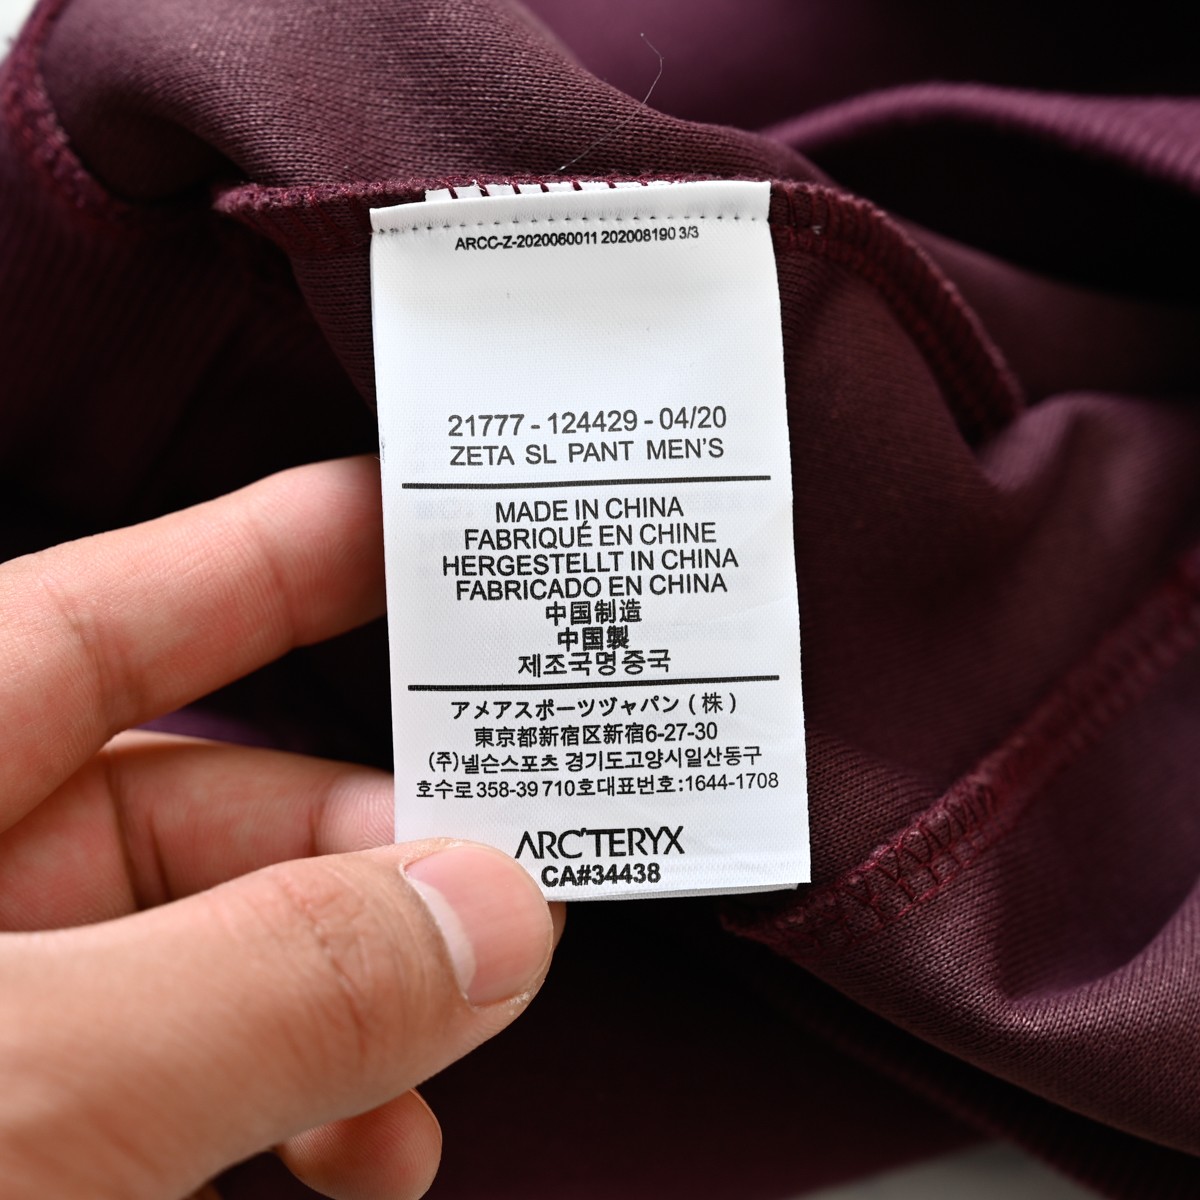 ARCC-Z-2020060011 202008190 3/3
21777 - 124429 - 04/20
ZETA SL PANT MEN'S
MADE IN CHINA
FABRIQUÉ EN CHINE
HERGESTELLT IN CHINA
FABRICADO EN CHINA
中国制造
中国製
제조국명 중국
アメアスポーツヅャパン (株)
東京都新宿区新宿6-27-30
(주)넬슨스포츠 경기도고양시일산동구
호수로 358-39 710호대표번호:1644-1708
ARC'TERYX
CA#34438